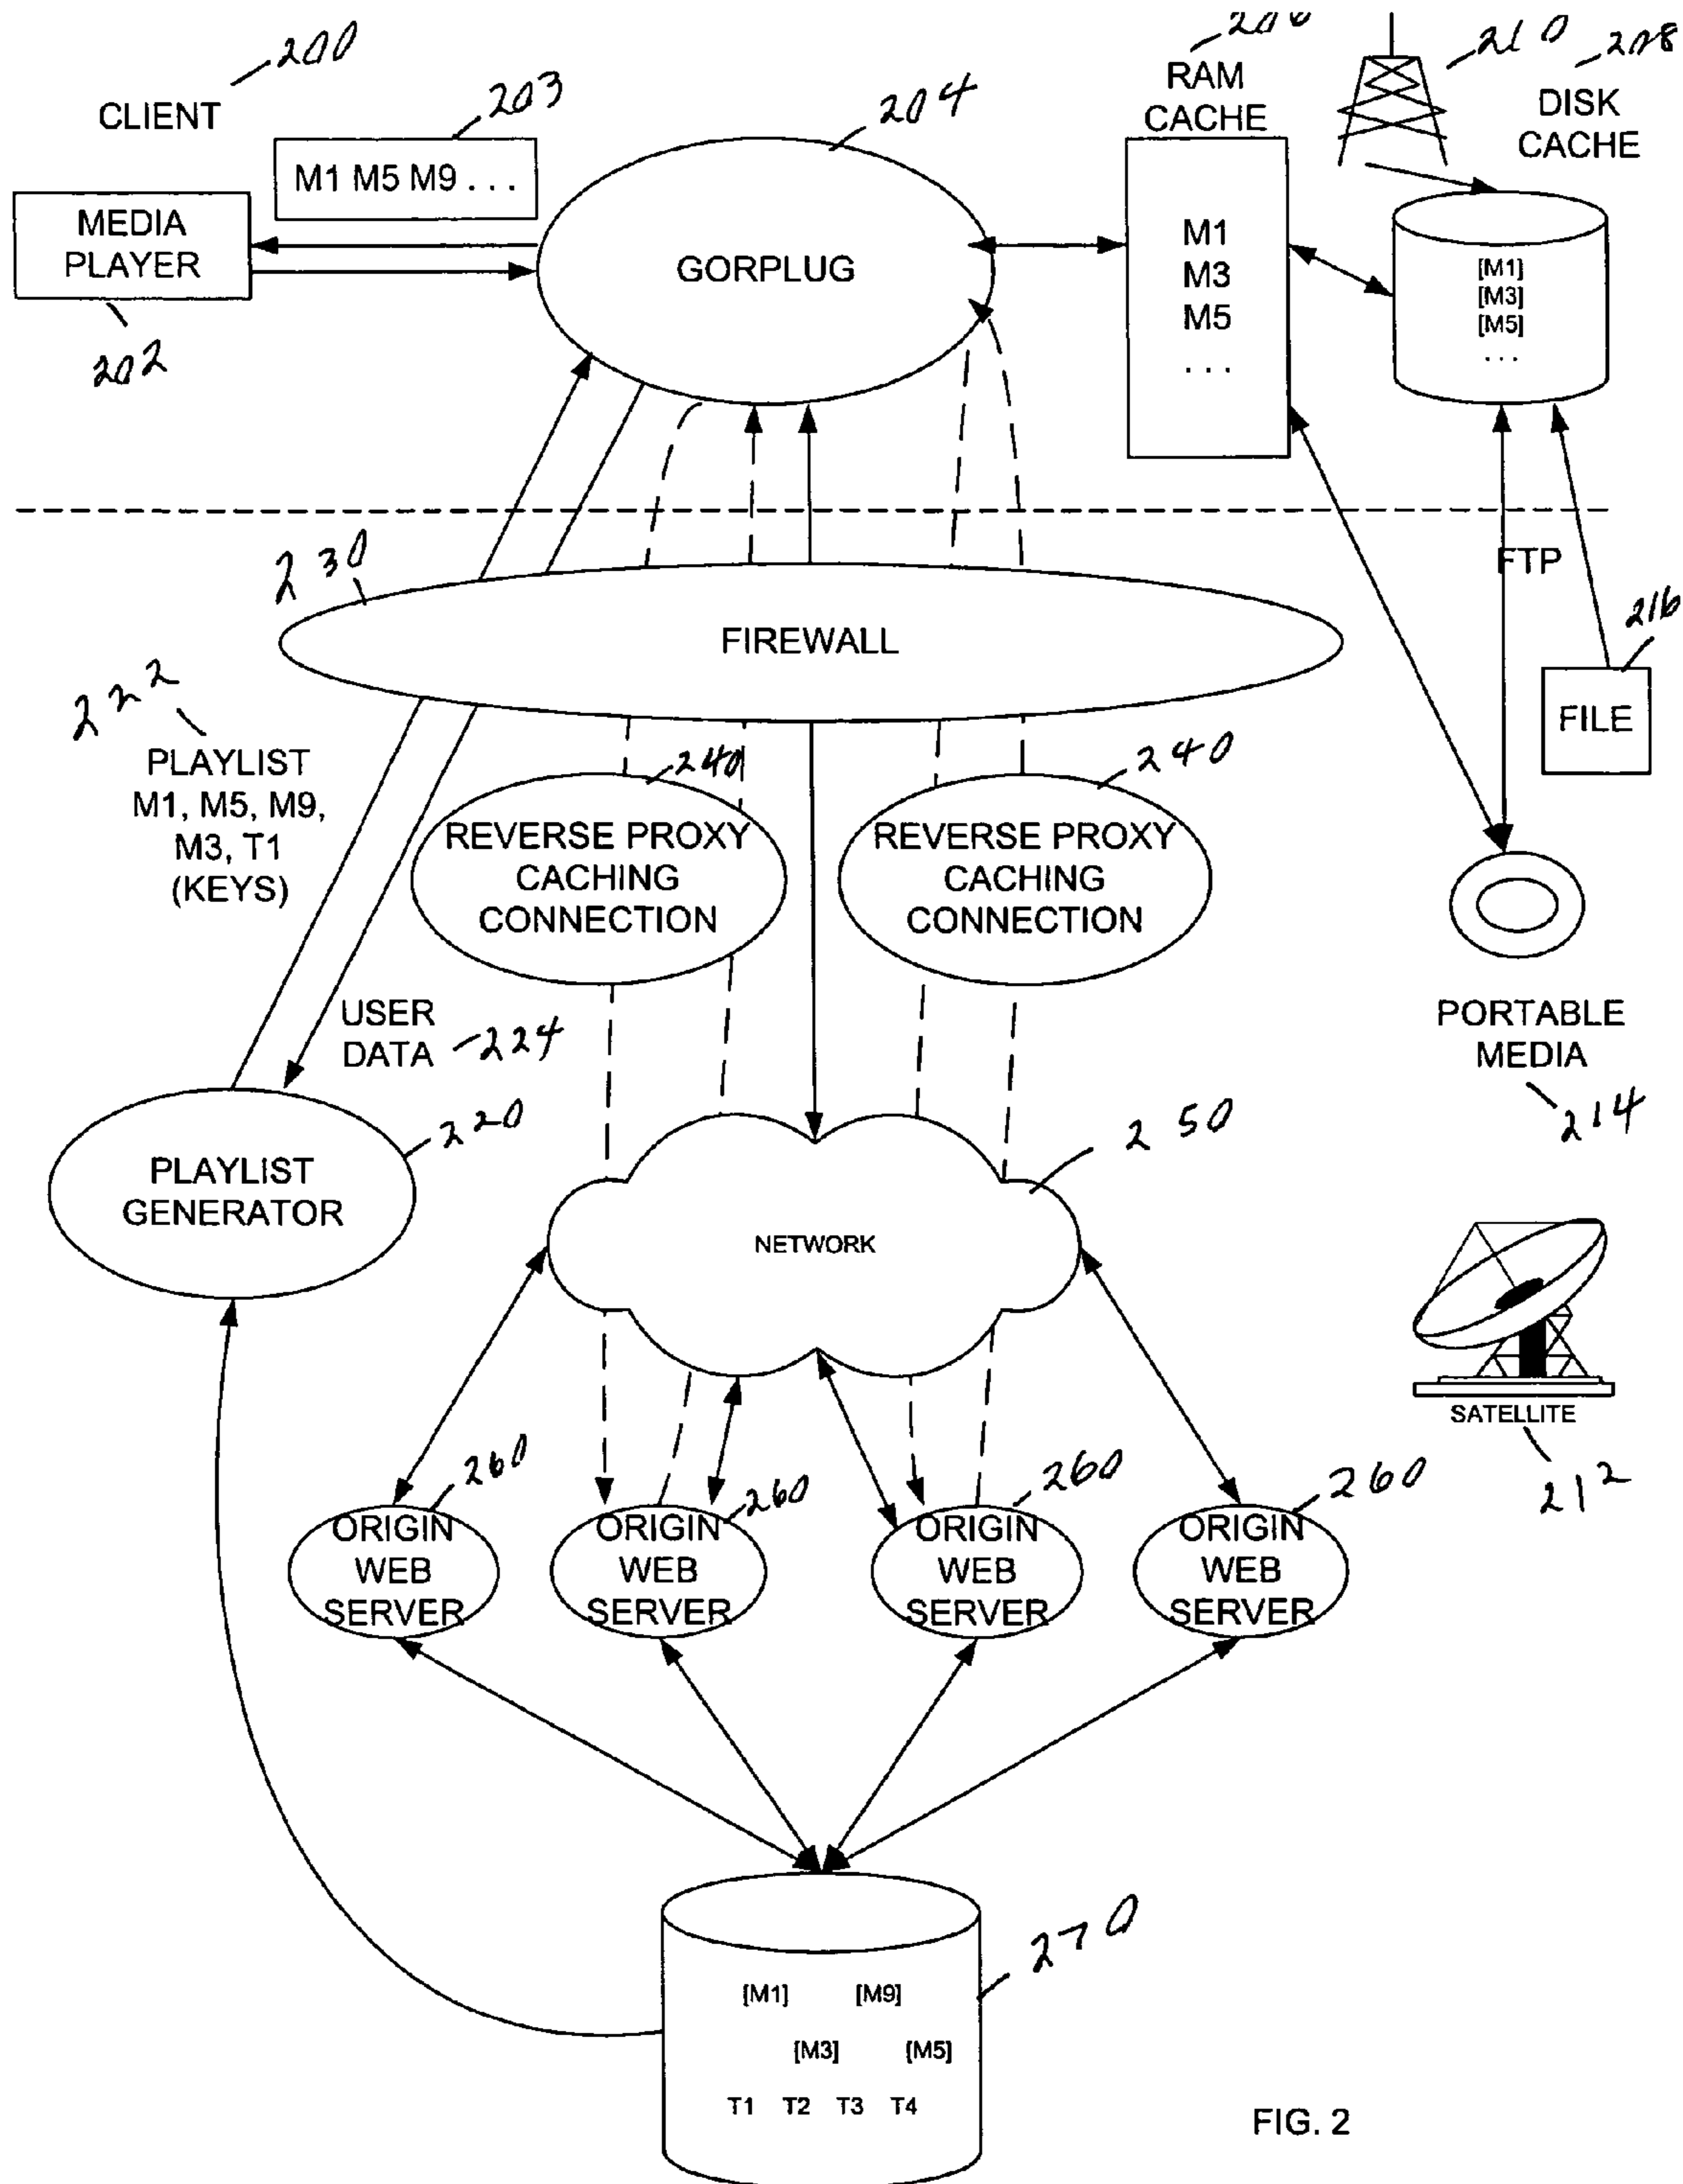 200
CLIENT
203
M1 M5 M9 . . .
MEDIA
PLAYER
202
204
GORPLUG
RAM
CACHE
M1
M3
M5
. . .
210
208
DISK
CACHE
[M1]
[M3]
[M5]
. . .
230
FIREWALL
FTP
216
FILE
222
PLAYLIST
M1, M5, M9,
M3, T1
(KEYS)
240
REVERSE PROXY
CACHING
CONNECTION
240
REVERSE PROXY
CACHING
CONNECTION
USER
DATA
224
PORTABLE
MEDIA
214
220
PLAYLIST
GENERATOR
250
NETWORK
SATELLITE
212
260
ORIGIN
WEB
SERVER
260
ORIGIN
WEB
SERVER
260
ORIGIN
WEB
SERVER
260
ORIGIN
WEB
SERVER
270
[M1] [M9]
[M3] [M5]
T1 T2 T3 T4
FIG. 2